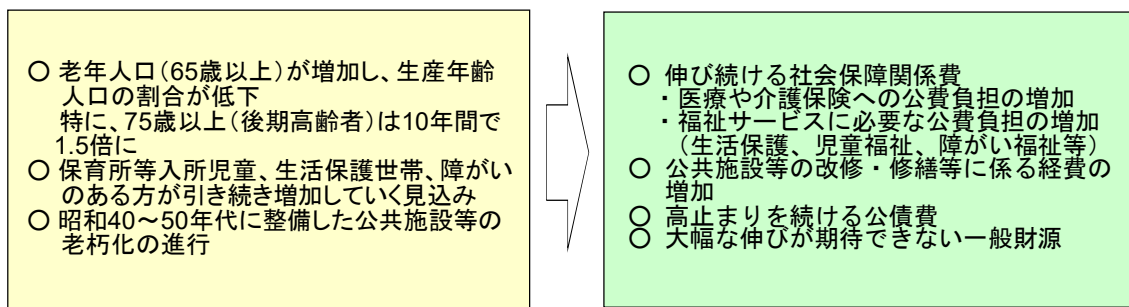 ○ 老年人口(65歳以上)が増加し、生産年齢
人口の割合が低下
特に、75歳以上(後期高齢者)は10年間で
1.5倍に
○ 保育所等入所児童、生活保護世帯、障がい
のある方が引き続き増加していく見込み
○ 昭和40~50年代に整備した公共施設等の
老朽化の進行
○ 伸び続ける社会保障関係費
・医療や介護保険への公費負担の増加
・福祉サービスに必要な公費負担の増加
(生活保護、児童福祉、障がい福祉等)
○ 公共施設等の改修・修繕等に係る経費の
増加
○ 高止まりを続ける公債費
○ 大幅な伸びが期待できない一般財源